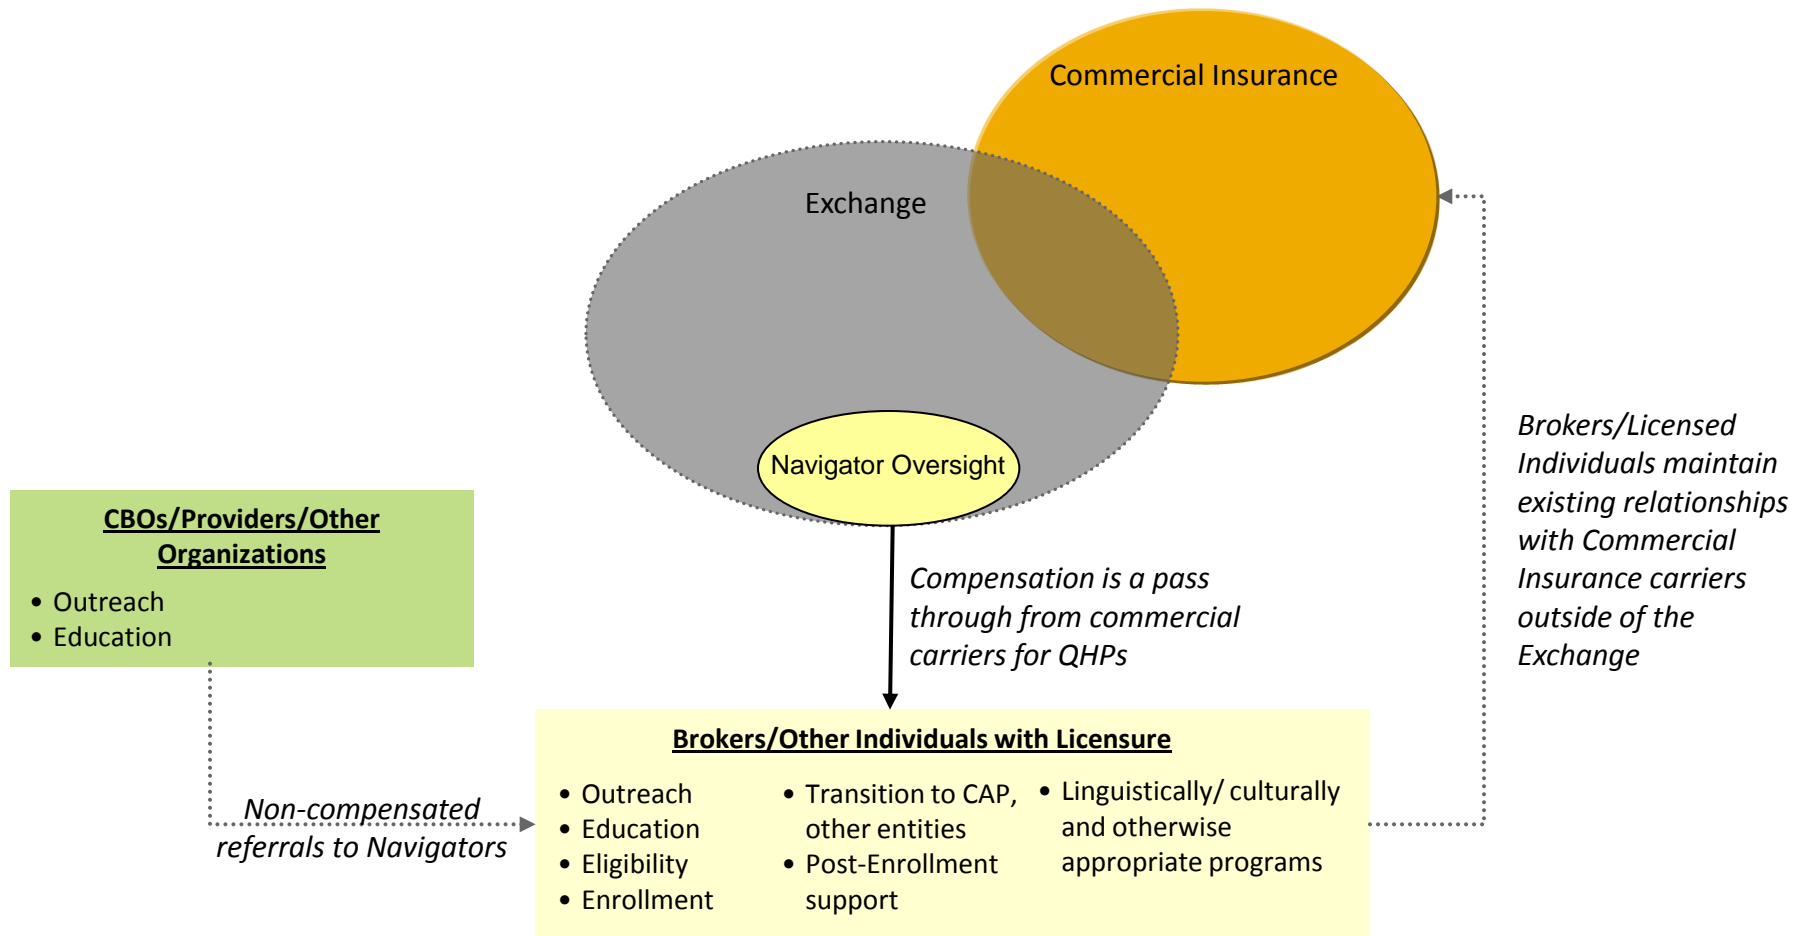 Commercial Insurance
Exchange
Navigator Oversight
CBOs/Providers/Other
Organizations
• Outreach
• Education
Compensation is a pass
through from commercial
carriers for QHPs
Brokers/Licensed
Individuals maintain
existing relationships
with Commercial
Insurance carriers
outside of the
Exchange
Non-compensated
referrals to Navigators
Brokers/Other Individuals with Licensure
• Outreach
• Education
• Eligibility
• Enrollment
• Transition to CAP,
other entities
• Post-Enrollment
support
• Linguistically/ culturally
and otherwise
appropriate programs